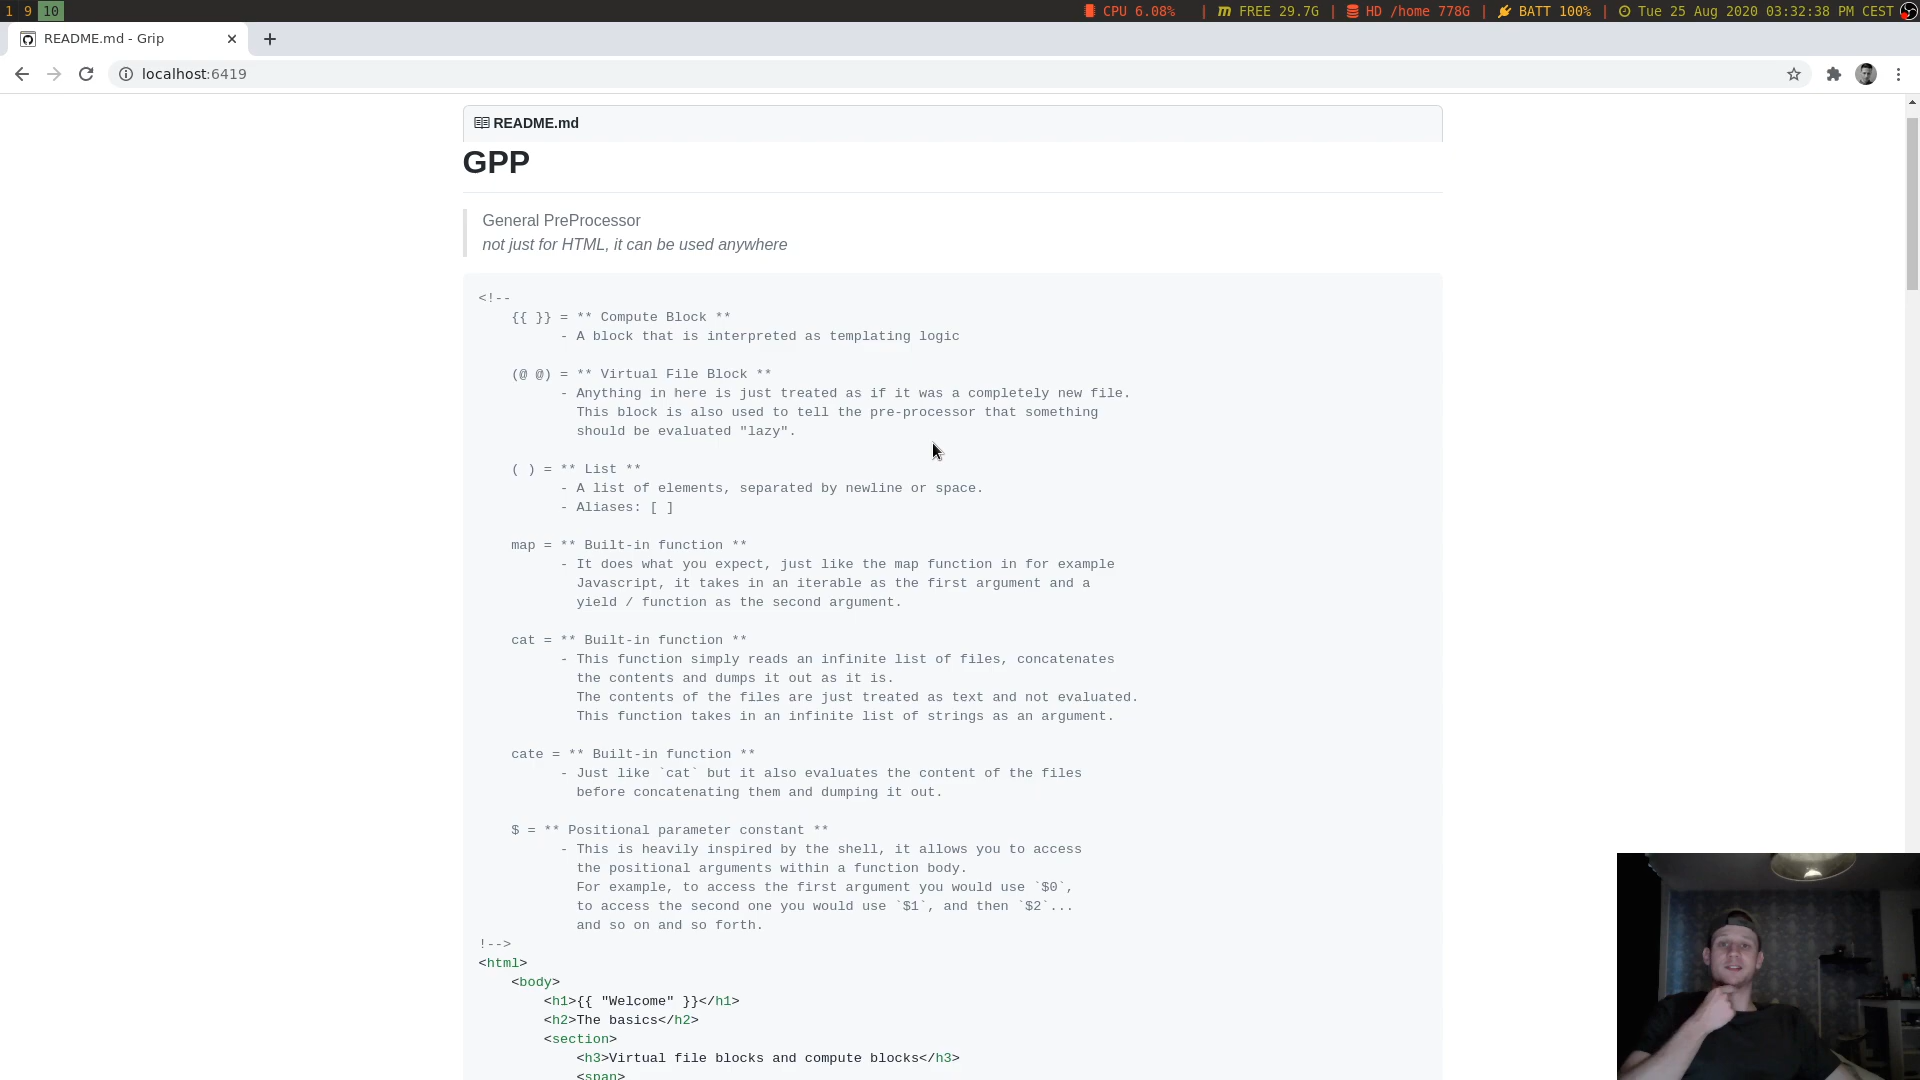 1 9 10 CPU 6.08% | FREE 29.7G | HD /home 778G | BATT 100% | Tue 25 Aug 2020 03:32:38 PM CEST
README.md - Grip
localhost:6419
README.md
GPP
General PreProcessor
not just for HTML, it can be used anywhere
<!--
{{ }} = ** Compute Block **
- A block that is interpreted as templating logic
(@ @) = ** Virtual File Block **
- Anything in here is just treated as if it was a completely new file.
This block is also used to tell the pre-processor that something
should be evaluated "lazy".
( ) = ** List **
- A list of elements, separated by newline or space.
- Aliases: [ ]
map = ** Built-in function **
- It does what you expect, just like the map function in for example
Javascript, it takes in an iterable as the first argument and a
yield / function as the second argument.
cat = ** Built-in function **
- This function simply reads an infinite list of files, concatenates
the contents and dumps it out as it is.
The contents of the files are just treated as text and not evaluated.
This function takes in an infinite list of strings as an argument.
cate = ** Built-in function **
- Just like `cat` but it also evaluates the content of the files
before concatenating them and dumping it out.
$ = ** Positional parameter constant **
- This is heavily inspired by the shell, it allows you to access
the positional arguments within a function body.
For example, to access the first argument you would use `$0`,
to access the second one you would use `$1`, and then `$2`...
and so on and so forth.
!-->
<html>
<body>
<h1>{{ "Welcome" }}</h1>
<h2>The basics</h2>
<section>
<h3>Virtual file blocks and compute blocks</h3>
<span>